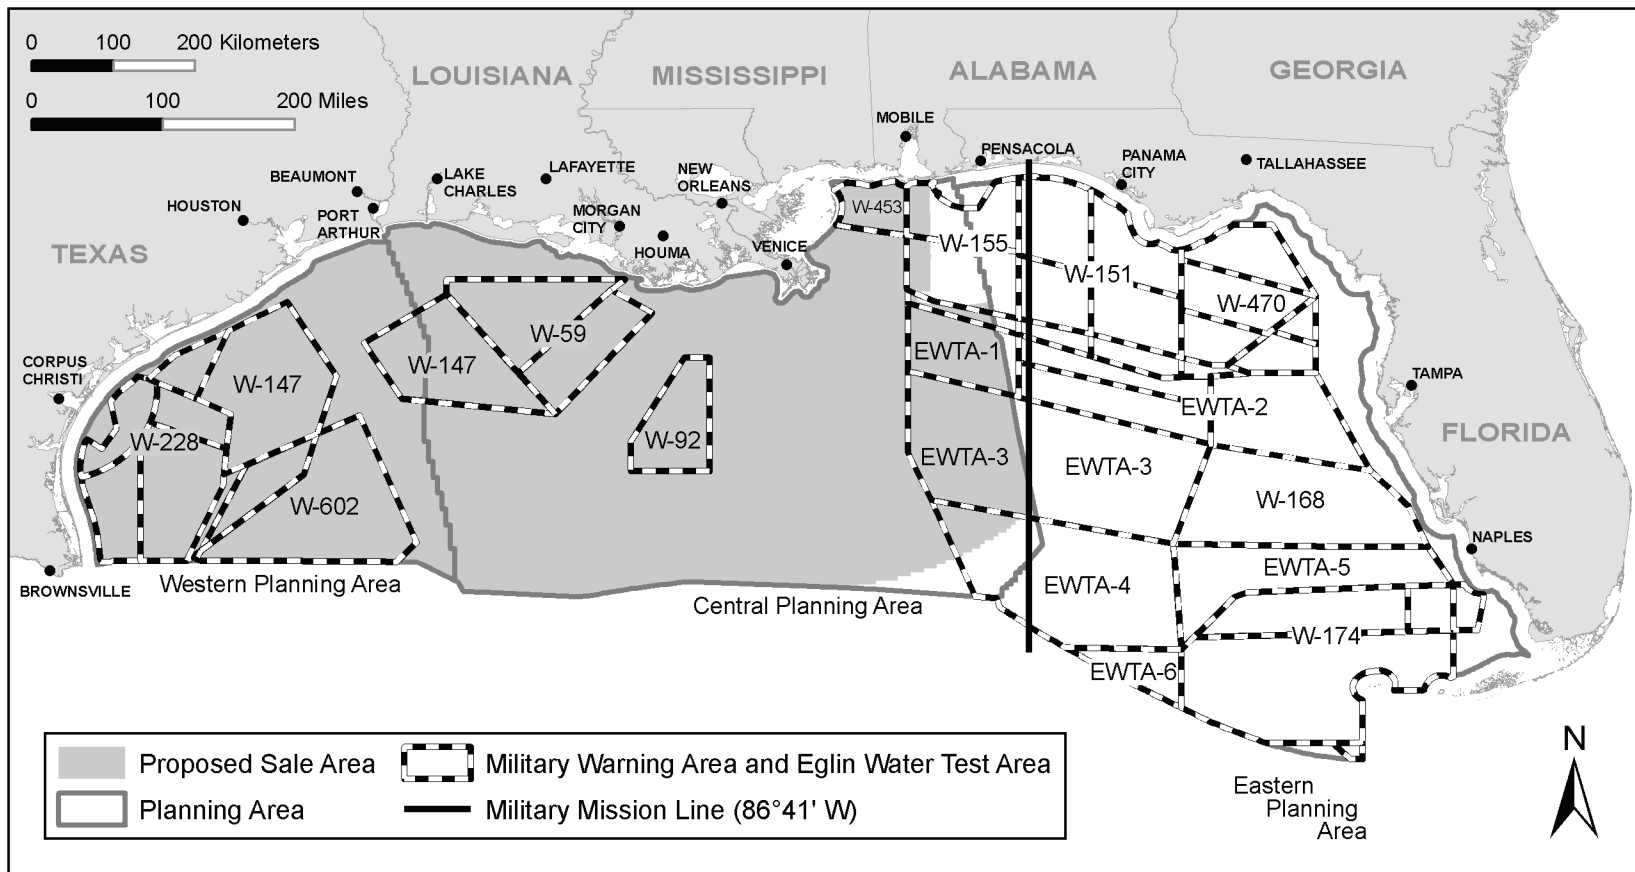 0 100 200 Kilometers
0 100 200 Miles
LOUISIANA
MISSISSIPPI
ALABAMA
GEORGIA
TEXAS
FLORIDA
MOBILE
PENSACOLA
PANAMA
CITY
TALLAHASSEE
BEAUMONT
LAKE
CHARLES
LAFAYETTE
NEW
ORLEANS
HOUSTON
PORT
ARTHUR
MORGAN
CITY
HOUMA
VENICE
CORPUS
CHRISTI
TAMPA
NAPLES
BROWNSVILLE
W-453
W-155
W-151
W-470
W-59
W-147
W-147
EWTA-1
EWTA-2
W-228
W-92
EWTA-3
EWTA-3
W-602
W-168
EWTA-5
EWTA-4
W-174
EWTA-6
Western Planning Area
Central Planning Area
Eastern
Planning
Area
N
Proposed Sale Area
Military Warning Area and Eglin Water Test Area
Planning Area
Military Mission Line (86°41' W)